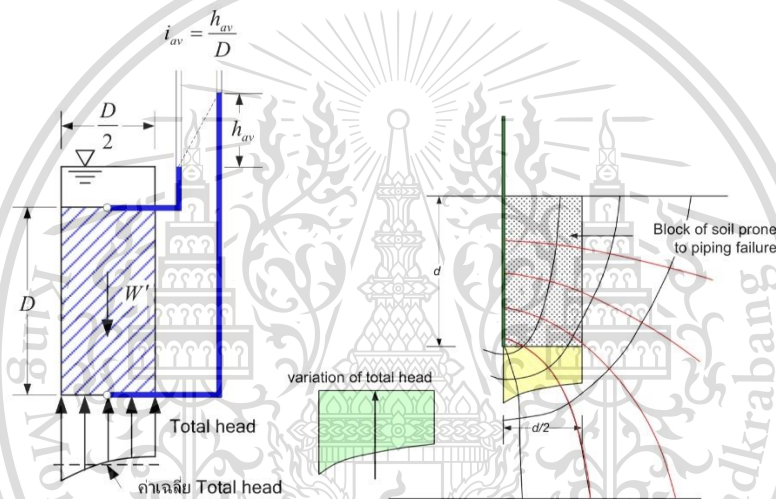 i_av = h_av / D
D/2
h_av
D
W'
Total head
ค่าเฉลี่ย Total head
variation of total head
Block of soil prone
to piping failure
d
d/2